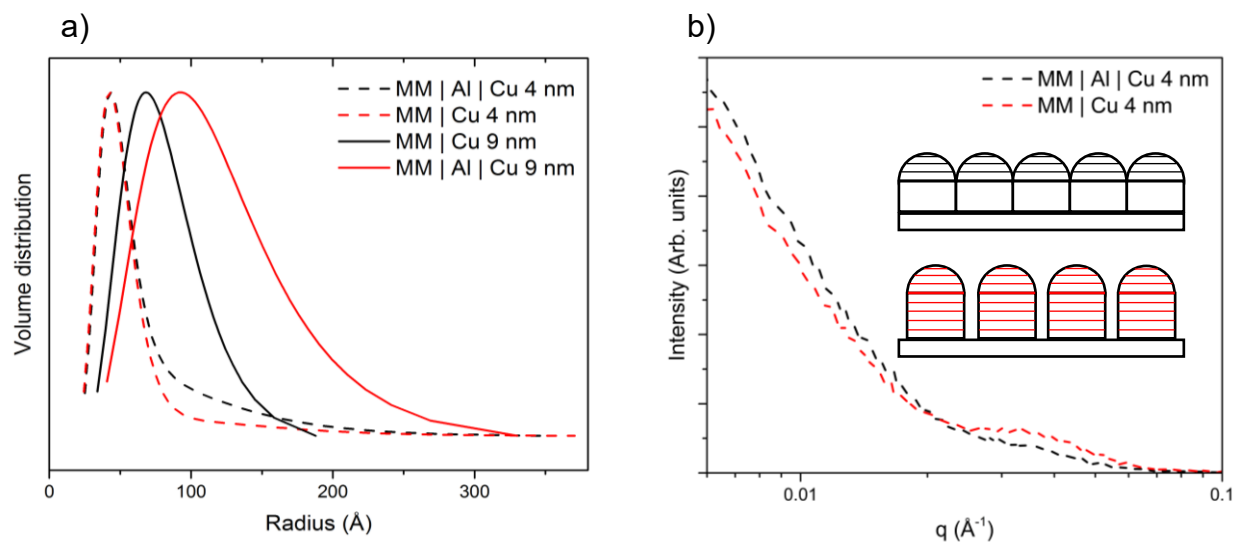 a)
MM | Al | Cu 4 nm
MM | Cu 4 nm
MM | Cu 9 nm
MM | Al | Cu 9 nm
Volume distribution
0
100
200
300
Radius (Å)
b)
MM | Al | Cu 4 nm
MM | Cu 4 nm
Intensity (Arb. units)
0.01
0.1
q (Å⁻¹)